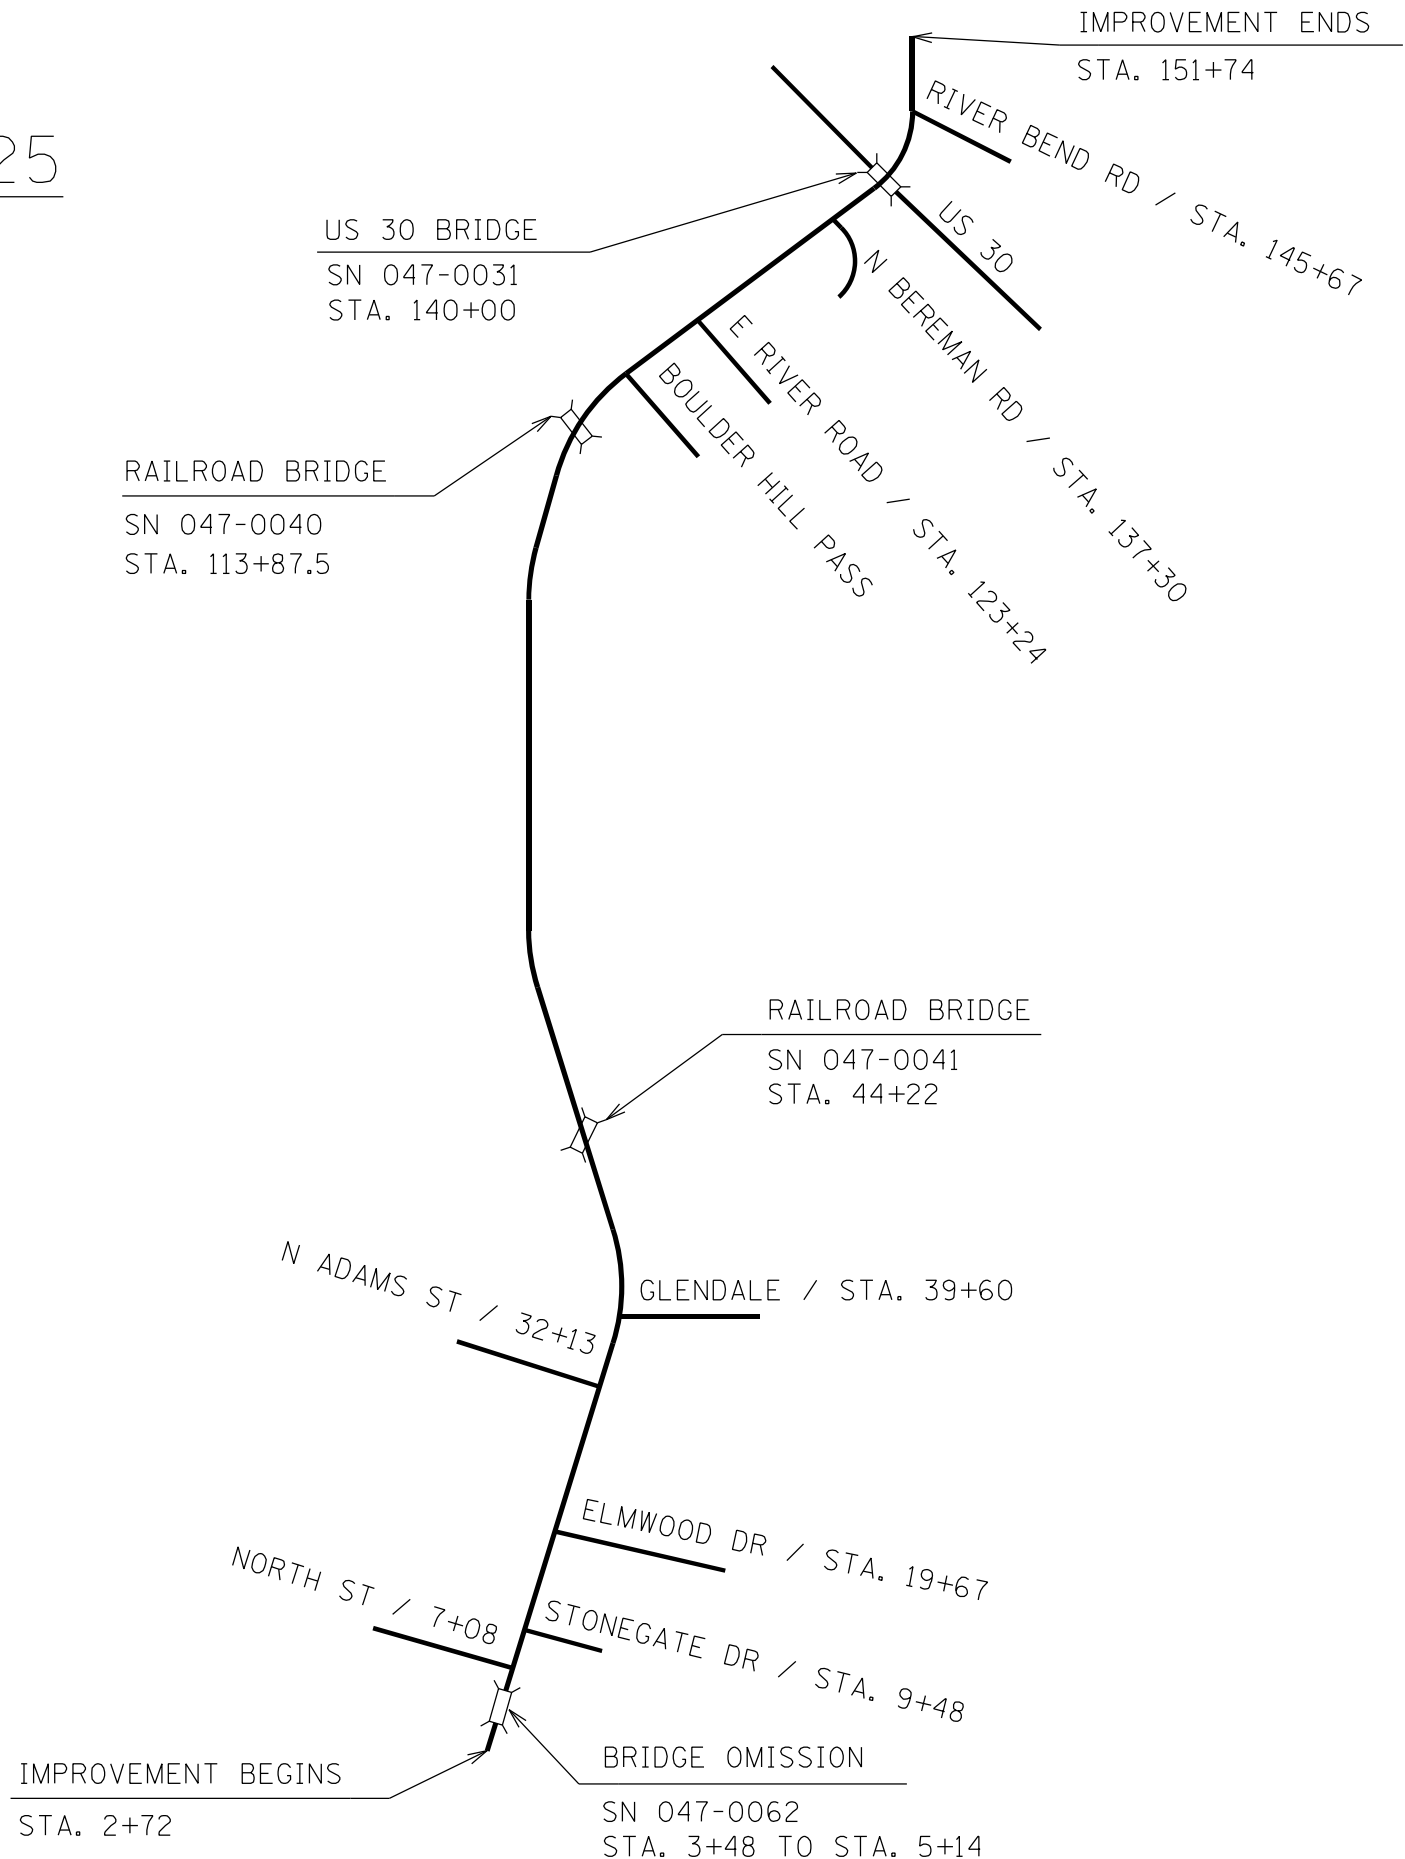 IMPROVEMENT ENDS
STA. 151+74
RIVER BEND RD / STA. 145+67
25
US 30 BRIDGE
SN 047-0031
STA. 140+00
US 30
N BEREMAN RD / STA. 137+30
E RIVER ROAD / STA. 123+24
BOULDER HILL PASS
RAILROAD BRIDGE
SN 047-0040
STA. 113+87.5
RAILROAD BRIDGE
SN 047-0041
STA. 44+22
N ADAMS ST / 32+13
GLENDALE / STA. 39+60
ELMWOOD DR / STA. 19+67
NORTH ST / 7+08
STONEGATE DR / STA. 9+48
IMPROVEMENT BEGINS
STA. 2+72
BRIDGE OMISSION
SN 047-0062
STA. 3+48 TO STA. 5+14